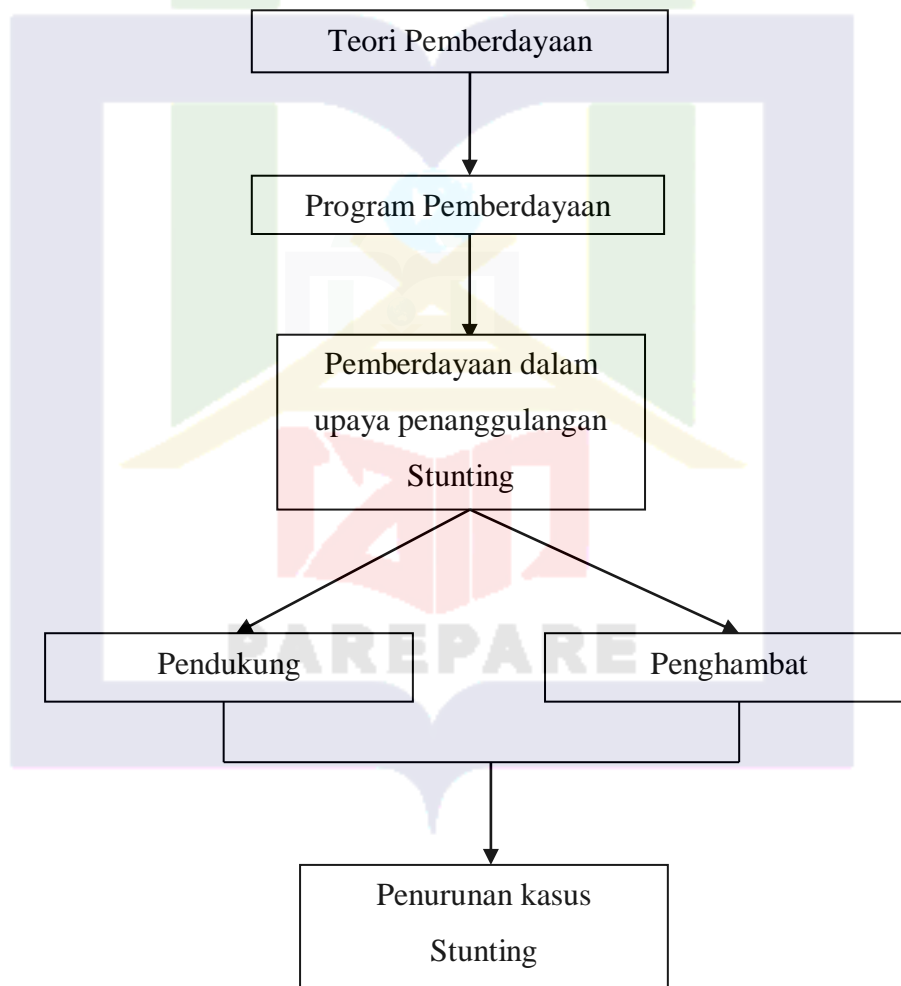 Teori Pemberdayaan
Program Pemberdayaan
Pemberdayaan dalam
upaya penanggulangan
Stunting
Pendukung
Penghambat
PAREPARE
Penurunan kasus
Stunting